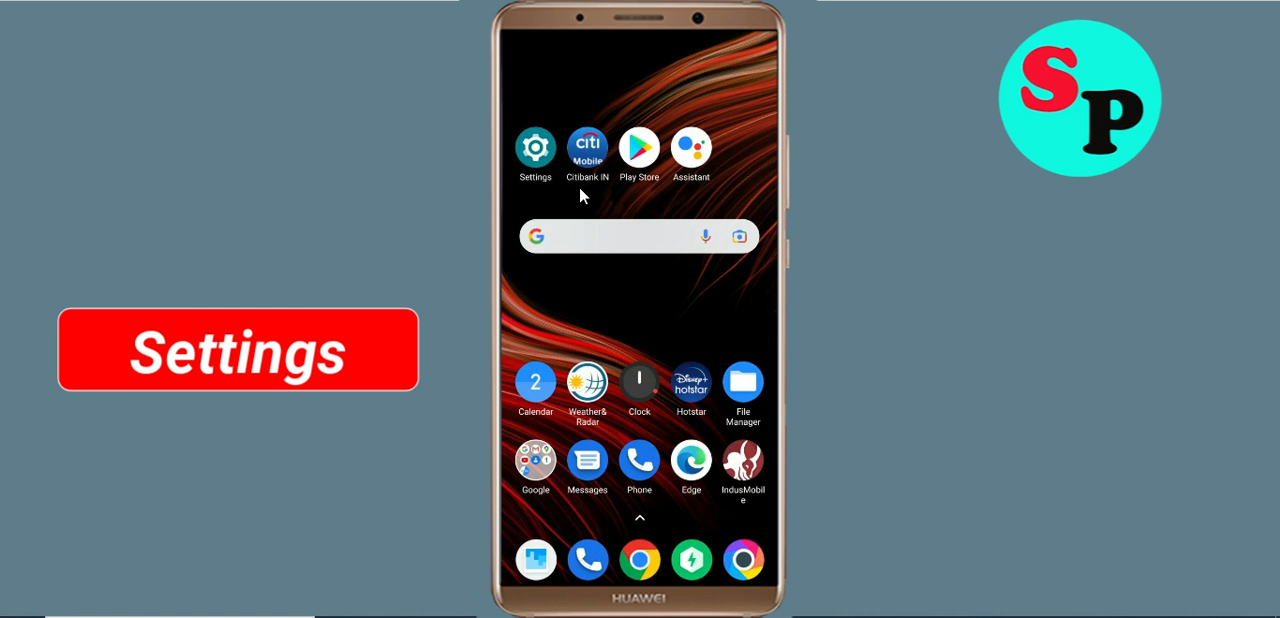 SP
citi
Mobile
Settings
Citibank IN
Play Store
Assistant
Settings
2
Disney+
hotstar
Calendar
Weather&
Radar
Clock
Hotstar
File
Manager
Google
Messages
Phone
Edge
IndusMobil
e
HUAWEI